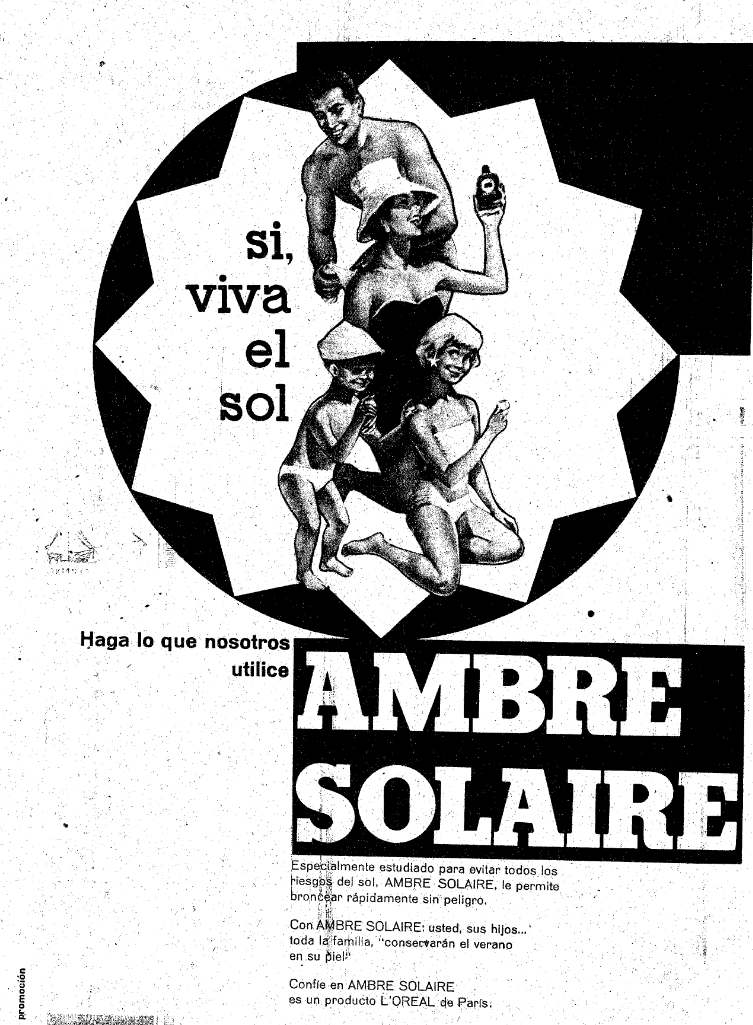 si,
viva
el
sol
Haga lo que nosotros
utilice
AMBRE
SOLAIRE
Especialmente estudiado para evitar todos los
riesgos del sol, AMBRE SOLAIRE, le permite
broncear rápidamente sin peligro.
Con AMBRE SOLAIRE: usted, sus hijos...
toda la familia, "conservarán el verano
en su piel"
Confíe en AMBRE SOLAIRE
es un producto L'OREAL de París.
promoción